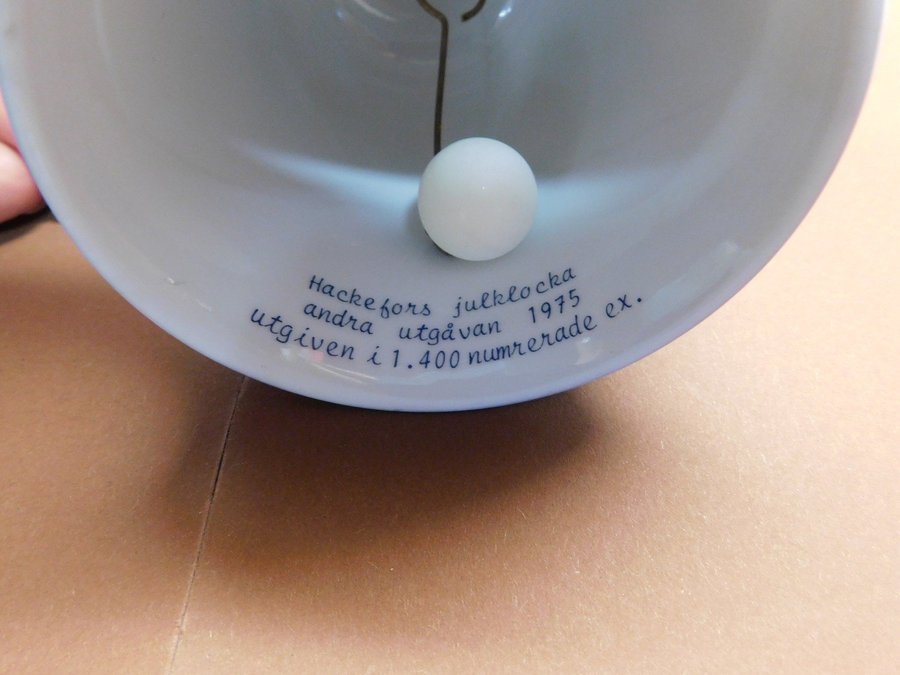 Hackefors julklocka
andra utgåvan 1975
utgiven i 1.400 numrerade ex.